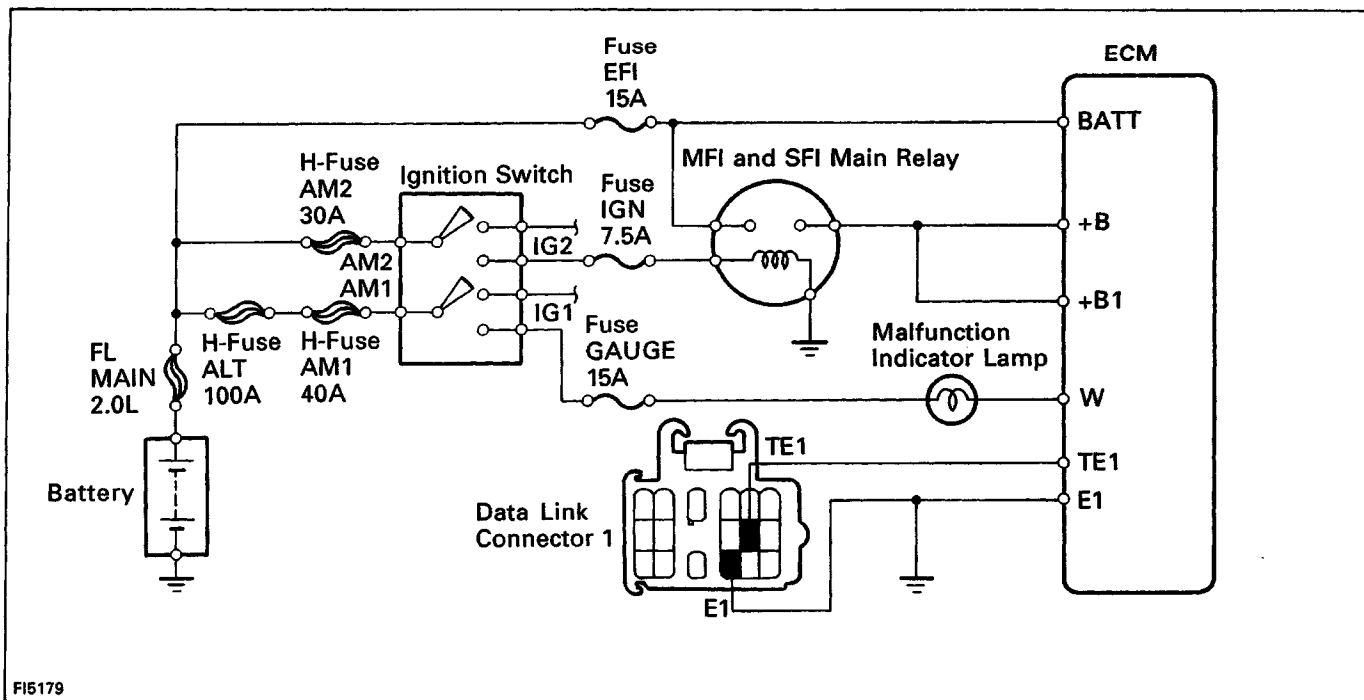 Fuse
EFI
15A
ECM
BATT
H-Fuse
AM2
30A
Ignition Switch
Fuse
IGN
7.5A
MFI and SFI Main Relay
+B
IG2
AM2
AM1
IG1
+B1
FL
MAIN
2.0L
H-Fuse
ALT
100A
H-Fuse
AM1
40A
Fuse
GAUGE
15A
Malfunction
Indicator Lamp
W
TE1
TE1
Battery
Data Link
Connector 1
E1
E1
FI5179